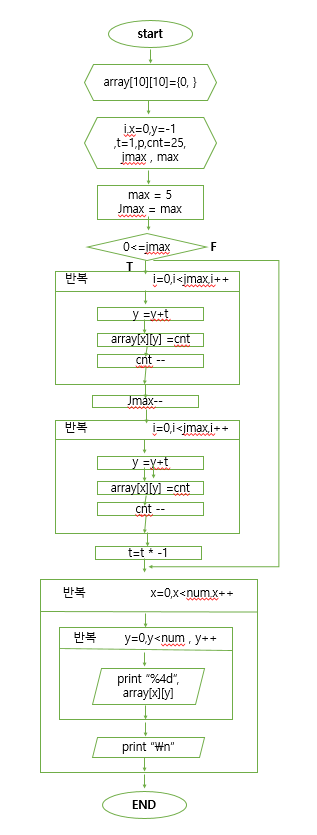 start
array[10][10]={0, }
i,x=0,y=-1
,t=1,p,cnt=25,
jmax , max
max = 5
Jmax = max
0<=jmax
F
T
반복 i=0,i<jmax,i++
y =y+t
array[x][y] =cnt
cnt --
Jmax--
반복 i=0,i<jmax,i++
y =y+t
array[x][y] =cnt
cnt --
t=t * -1
반복 x=0,x<num,x++
반복 y=0,y<num , y++
print “%4d”,
array[x][y]
print “₩n”
END